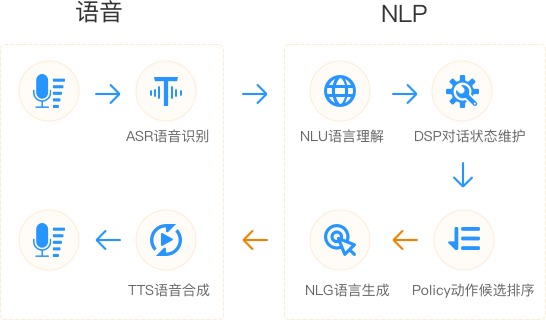 语音
NLP
ASR语音识别
NLU语言理解
DSP对话状态维护
TTS语音合成
NLG语言生成
Policy动作候选排序